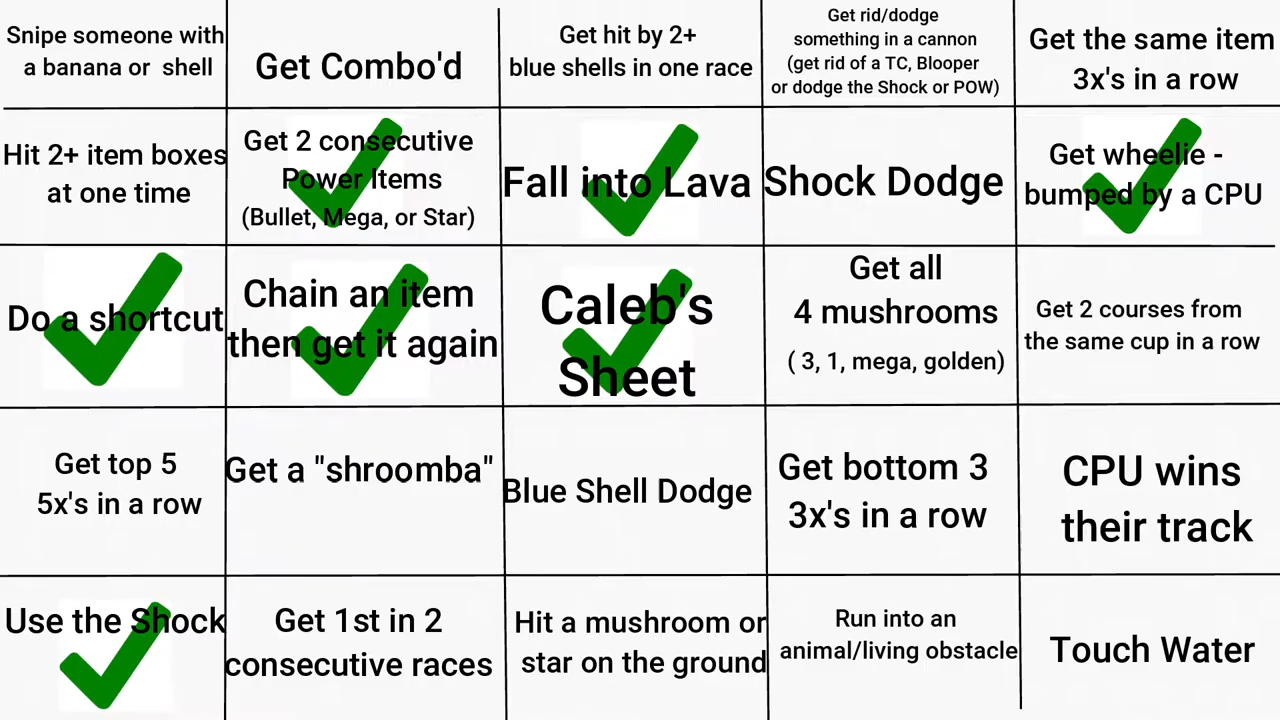 Snipe someone with
a banana or shell
Get Combo'd
Get hit by 2+
blue shells in one race
Get rid/dodge
something in a cannon
(get rid of a TC, Blooper
or dodge the Shock or POW)
Get the same item
3x's in a row
Hit 2+ item boxes
at one time
Get 2 consecutive
Power Items
(Bullet, Mega, or Star)
Fall into Lava
Shock Dodge
Get wheelie -
bumped by a CPU
Do a shortcut
Chain an item
then get it again
Caleb's
Sheet
Get all
4 mushrooms
( 3, 1, mega, golden)
Get 2 courses from
the same cup in a row
Get top 5
5x's in a row
Get a "shroomba"
Blue Shell Dodge
Get bottom 3
3x's in a row
CPU wins
their track
Use the Shock
Get 1st in 2
consecutive races
Hit a mushroom or
star on the ground
Run into an
animal/living obstacle
Touch Water